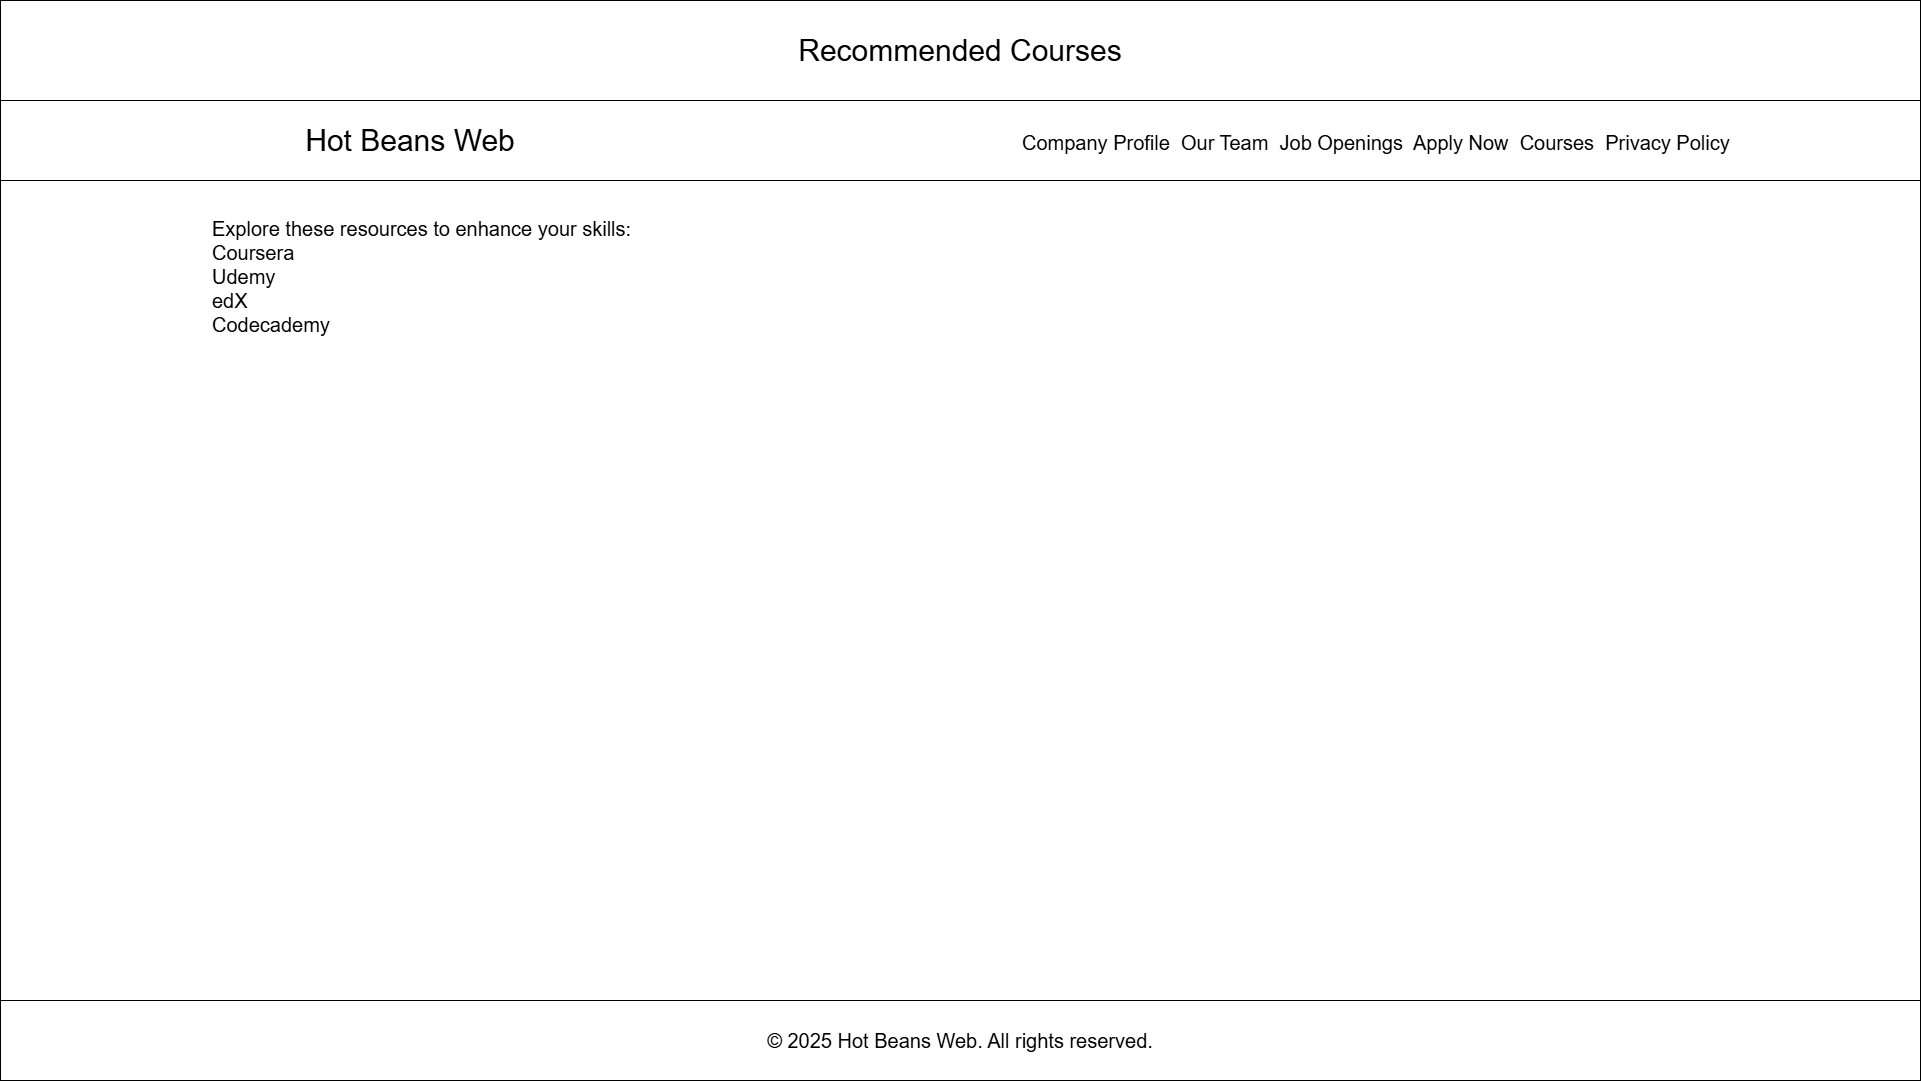 Recommended Courses
Hot Beans Web
Company Profile Our Team Job Openings Apply Now Courses Privacy Policy
Explore these resources to enhance your skills:
Coursera
Udemy
edX
Codecademy
© 2025 Hot Beans Web. All rights reserved.